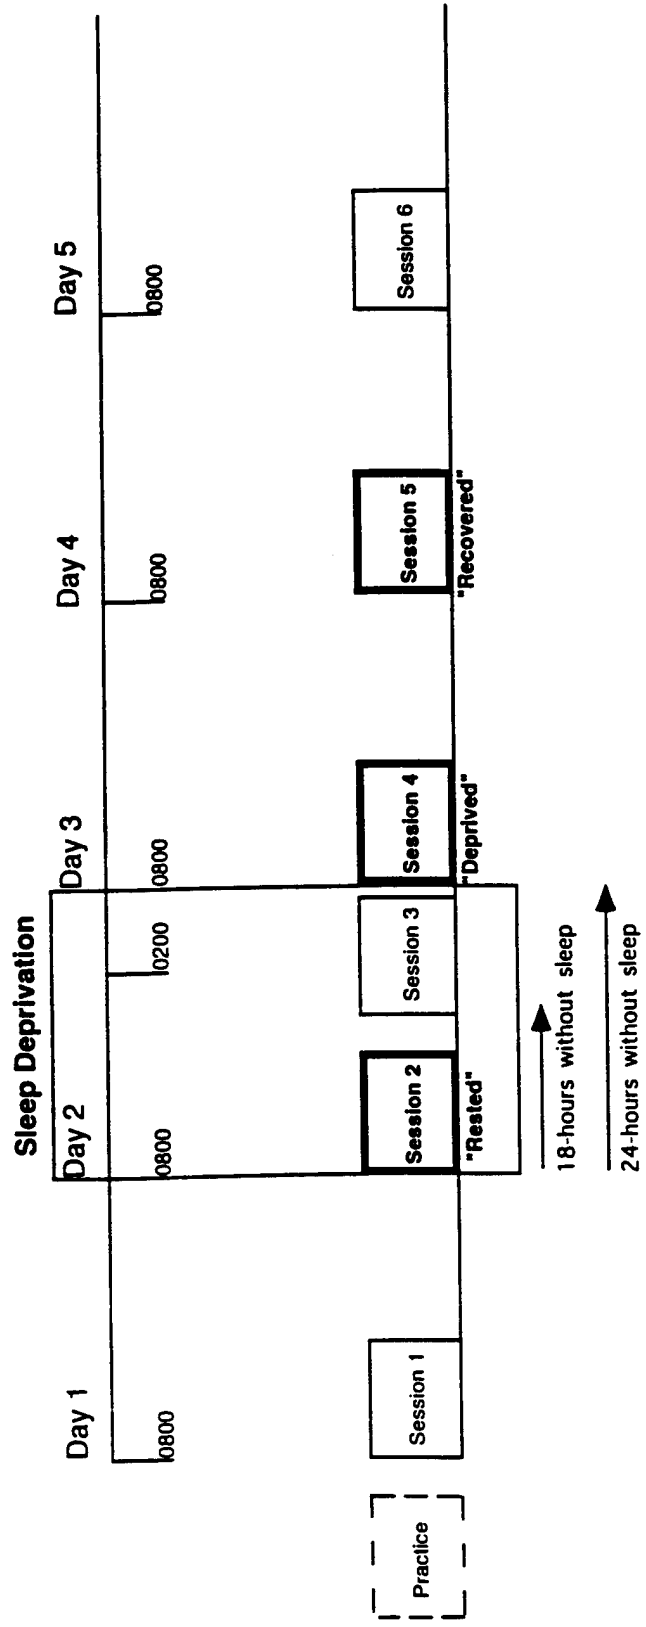 Sleep Deprivation
Day 1
Day 2
Day 3
Day 4
Day 5
0800
0800
0200
0800
0800
0800
Practice
Session 1
Session 2
Session 3
Session 4
Session 5
Session 6
"Rested"
"Deprived"
"Recovered"
18-hours without sleep
24-hours without sleep